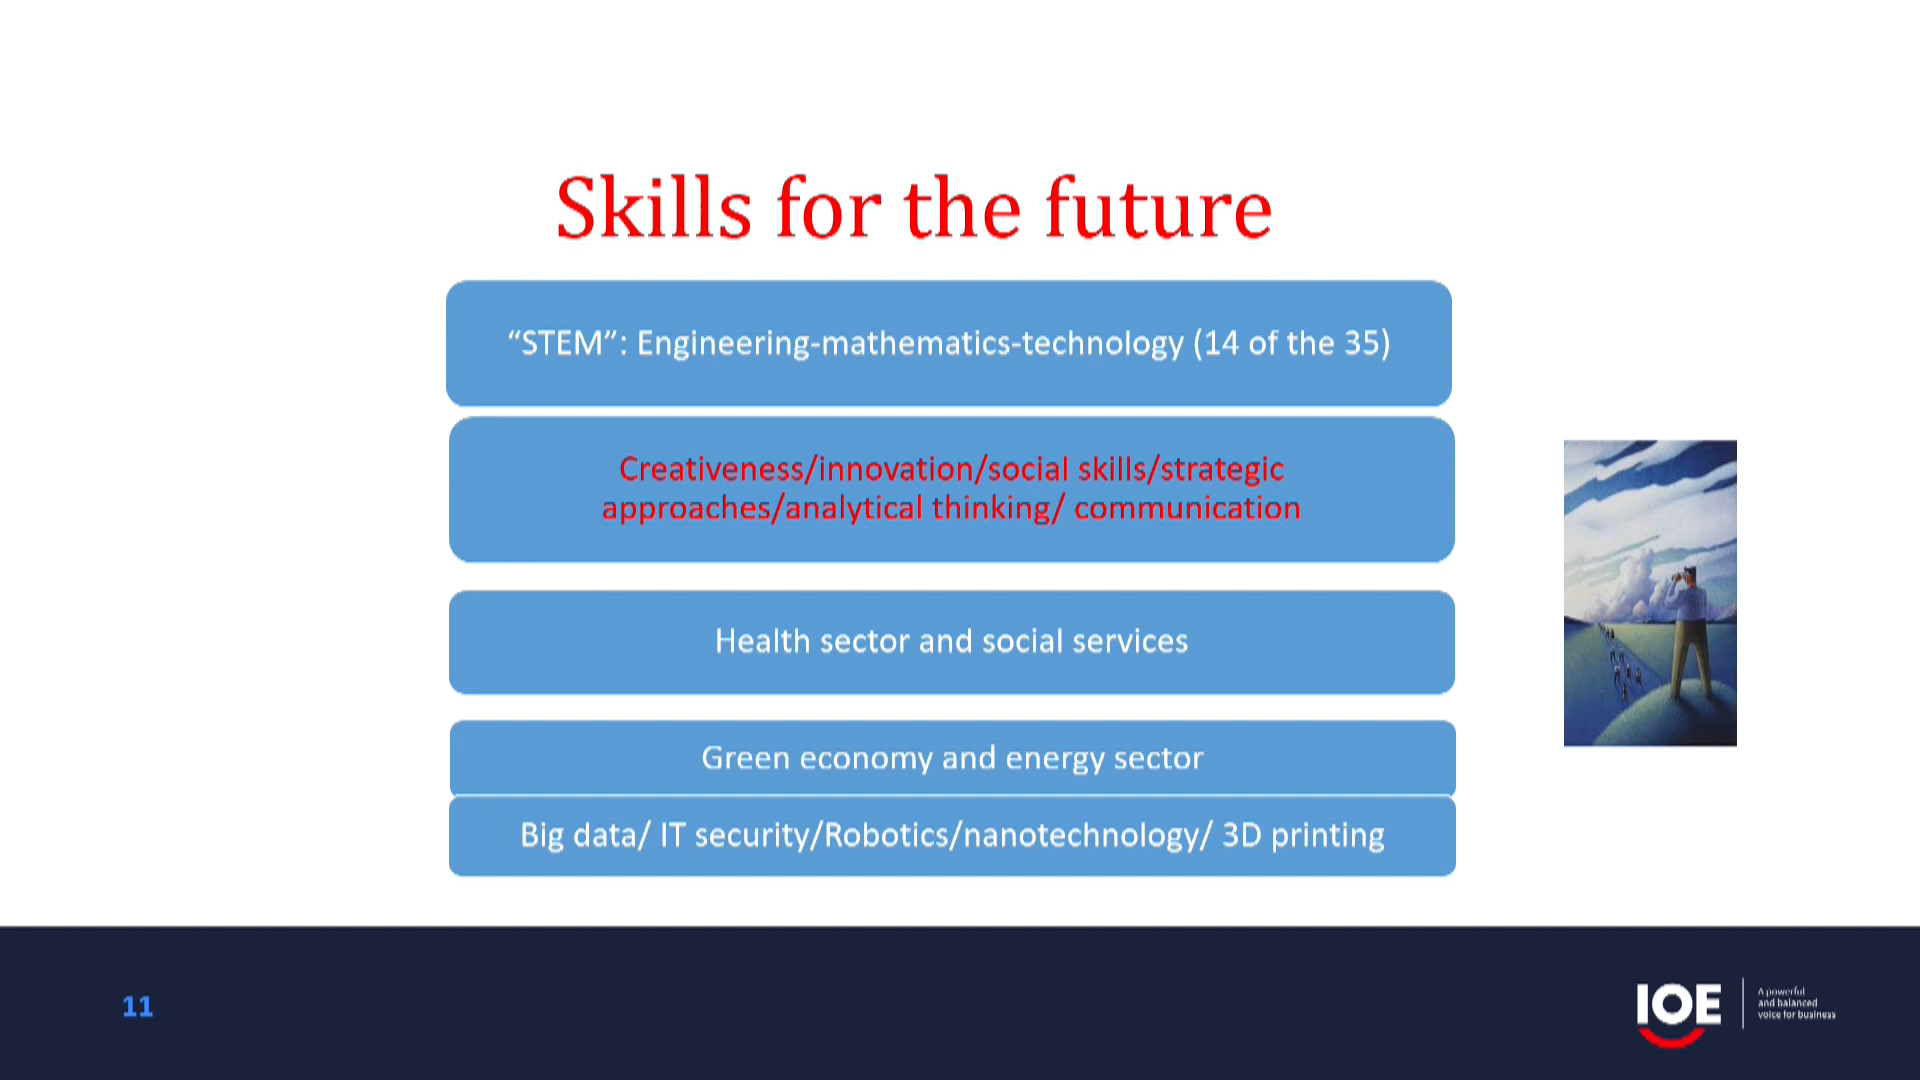 Skills for the future
“STEM”: Engineering-mathematics-technology (14 of the 35)
Creativeness/innovation/social skills/strategic
approaches/analytical thinking/ communication
Health sector and social services
Green economy and energy sector
Big data/ IT security/Robotics/nanotechnology/ 3D printing
11
IOE
A powerful
and balanced
voice for business